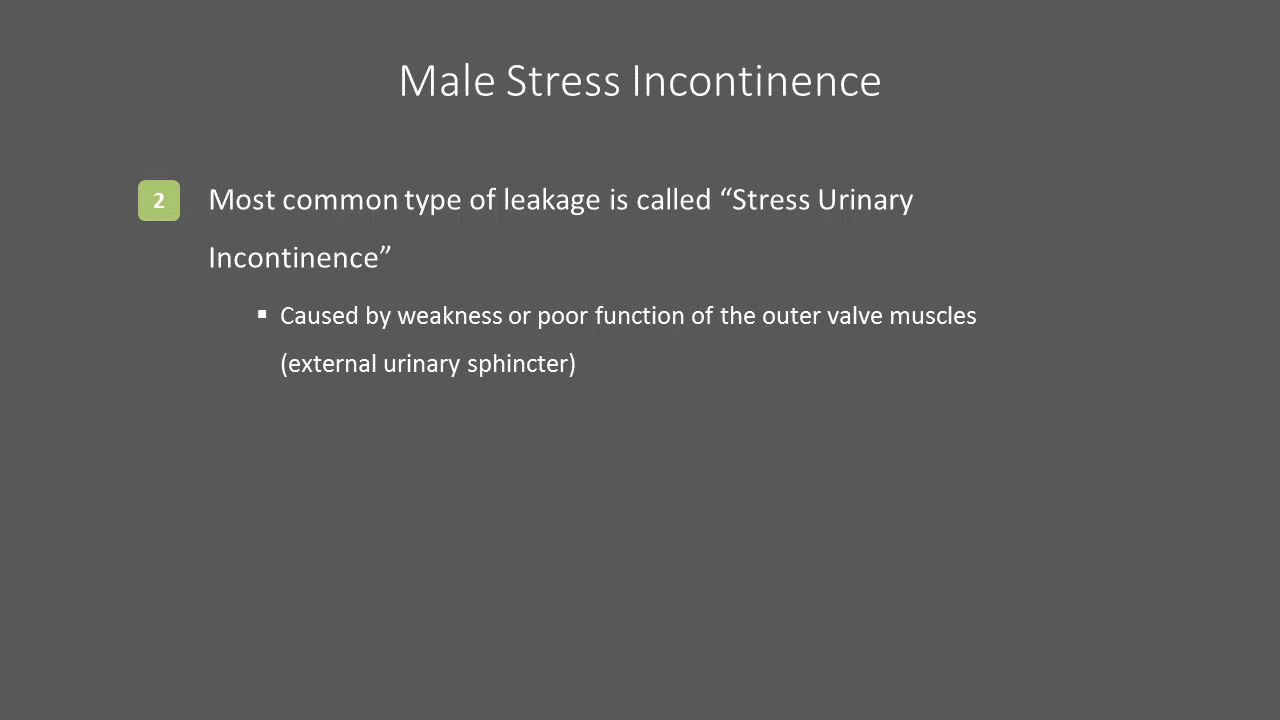 Male Stress Incontinence
2 Most common type of leakage is called “Stress Urinary
Incontinence”
▪ Caused by weakness or poor function of the outer valve muscles
(external urinary sphincter)